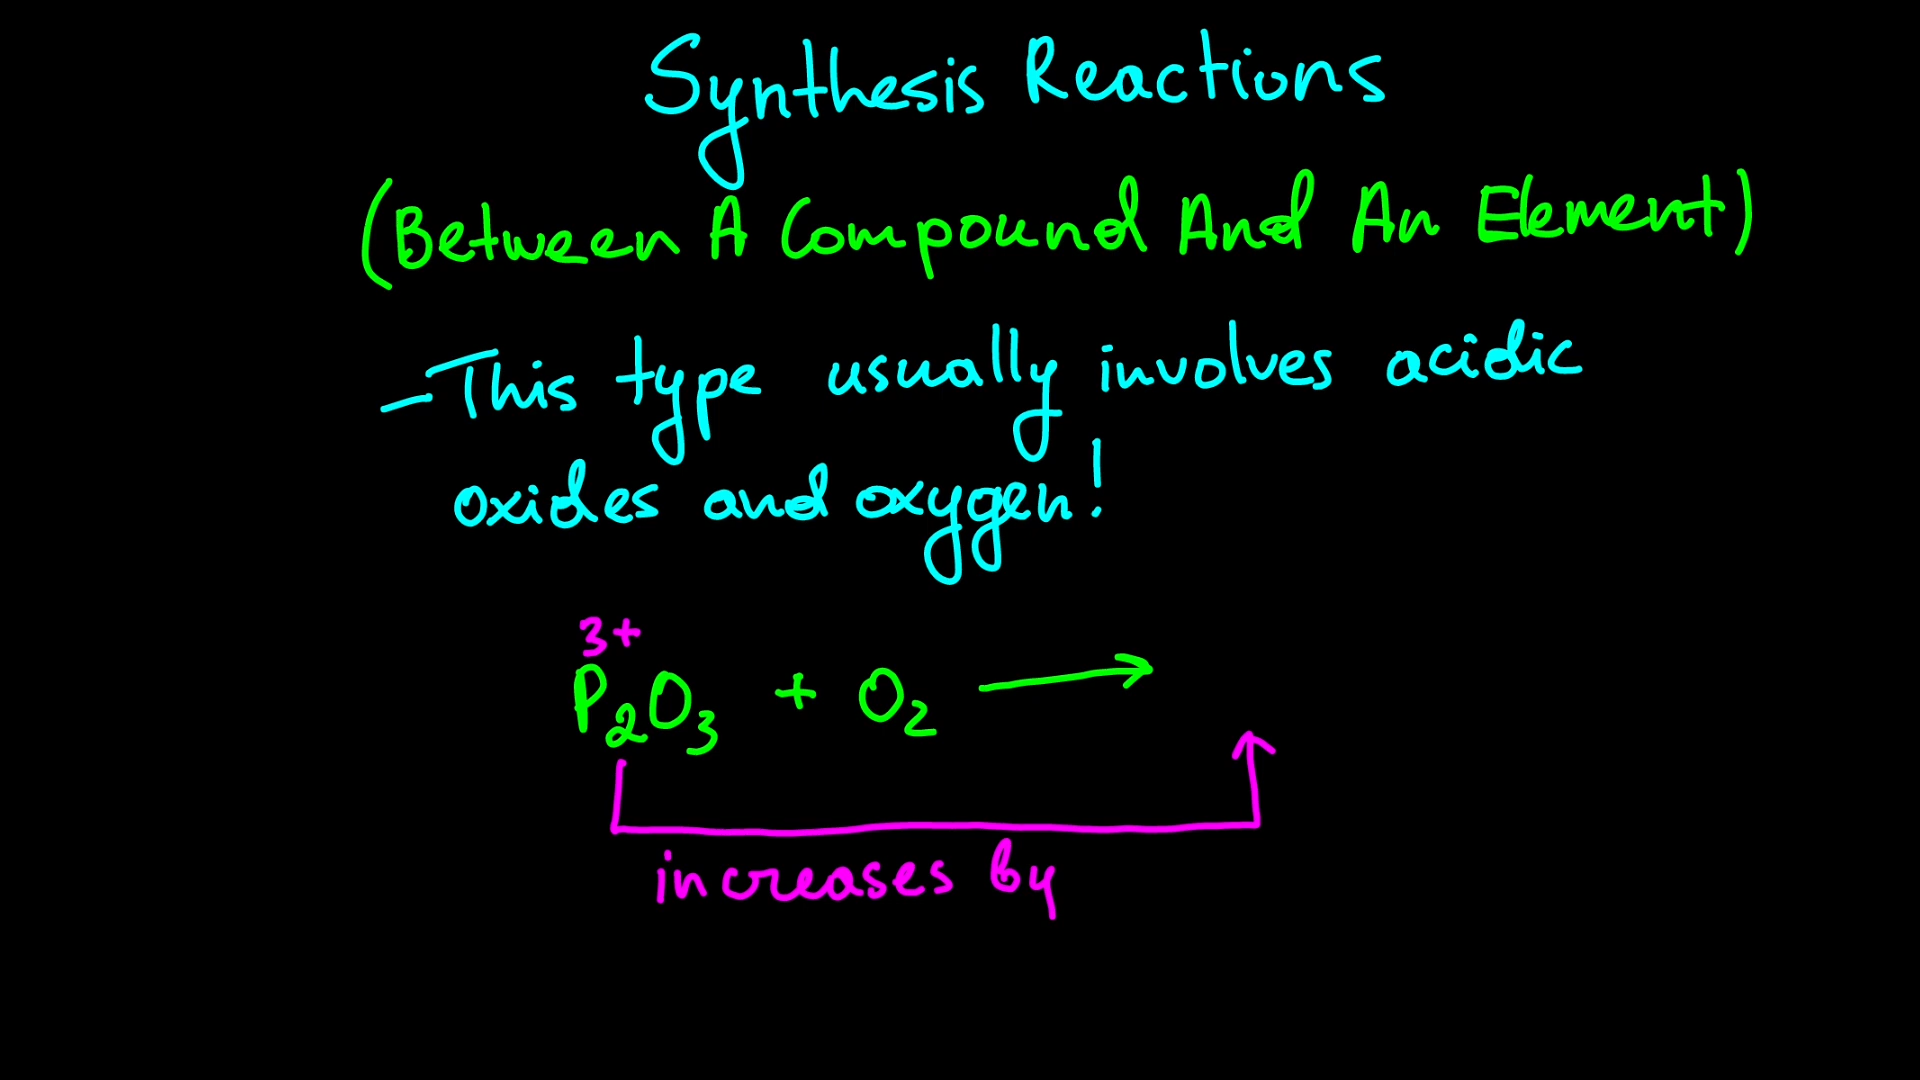 Synthesis Reactions
(Between A Compound And An Element)
- This type usually involves acidic
oxides and oxygen!
3+
P₂O₃ + O₂ →
increases by